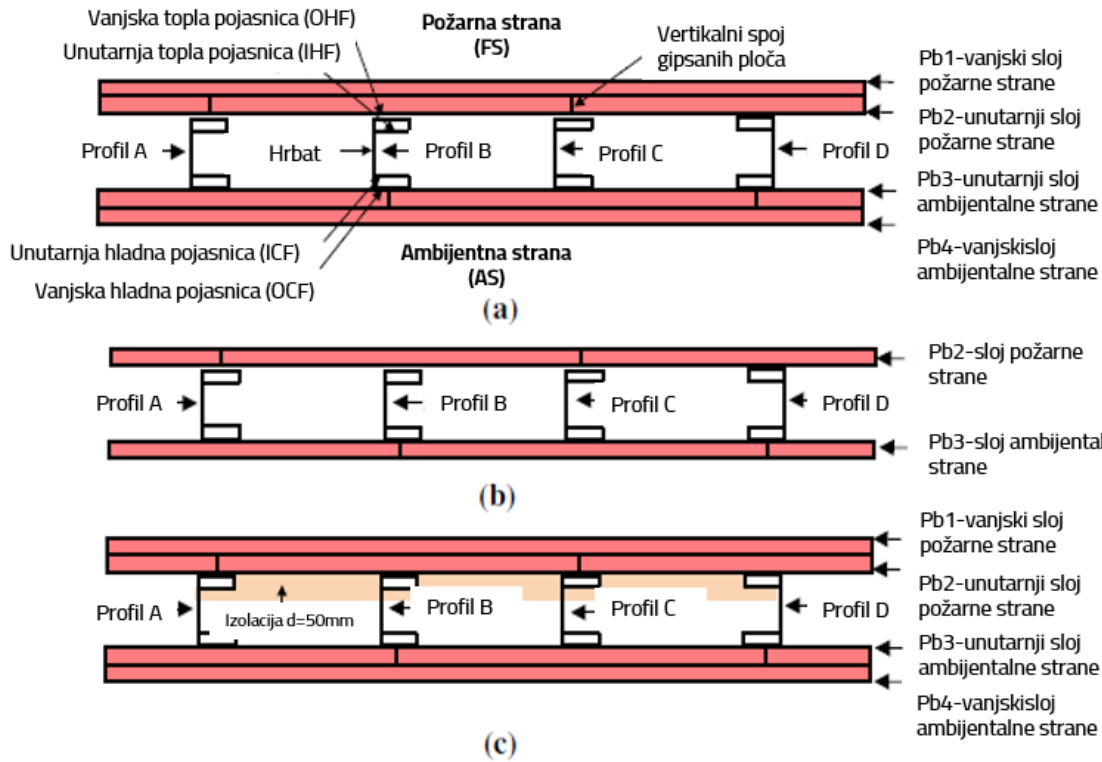 Vanjska topla pojasnica (OHF)
Unutarnja topla pojasnica (IHF)
Požarna strana
(FS)
Vertikalni spoj
gipsanih ploča
Pb1-vanjski sloj
požarne strane
Pb2-unutarnji sloj
požarne strane
Profil A
Hrbat
Profil B
Profil C
Profil D
Pb3-unutarnji sloj
ambijentalne strane
Pb4-vanjskisloj
ambijentalne strane
Unutarnja hladna pojasnica (ICF)
Vanjska hladna pojasnica (OCF)
Ambijentna strana
(AS)
(a)
Pb2-sloj požarne
strane
Profil A
Profil B
Profil C
Profil D
Pb3-sloj ambijental
strane
(b)
Pb1-vanjski sloj
požarne strane
Pb2-unutarnji sloj
požarne strane
Profil A
Izolacija d=50mm
Profil B
Profil C
Profil D
Pb3-unutarnji sloj
ambijentalne strane
Pb4-vanjskisloj
ambijentalne strane
(c)